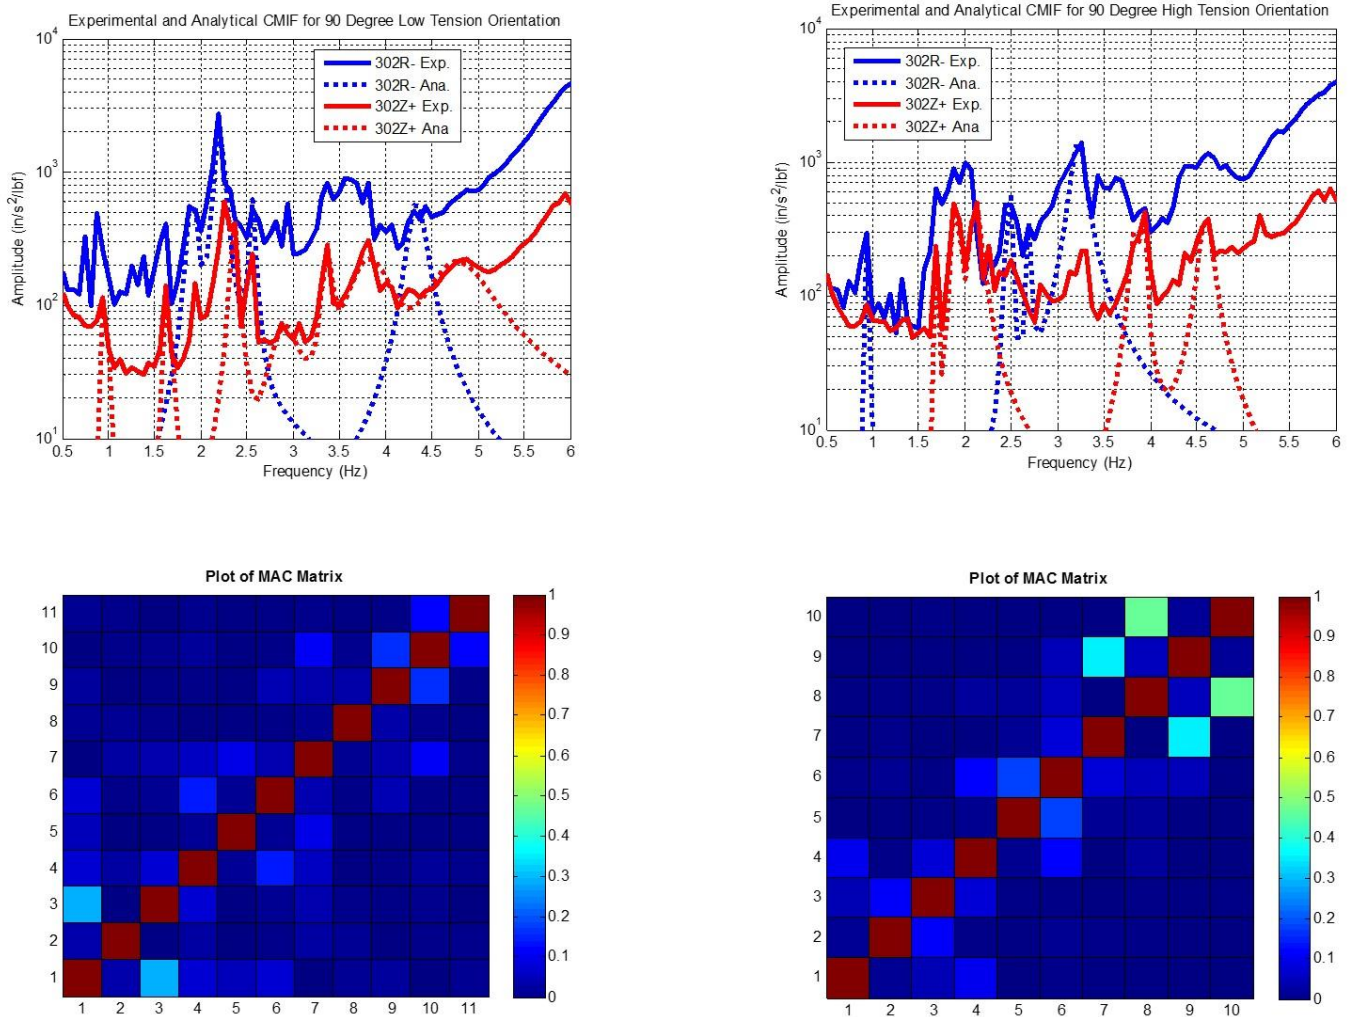 Experimental and Analytical CMIF for 90 Degree Low Tension Orientation
10^4
10^3
10^2
10^1
Amplitude (in/s^2/lbf)
302R- Exp.
302R- Ana.
302Z+ Exp.
302Z+ Ana
0.5 1 1.5 2 2.5 3 3.5 4 4.5 5 5.5 6
Frequency (Hz)
Experimental and Analytical CMIF for 90 Degree High Tension Orientation
10^4
10^3
10^2
10^1
Amplitude (in/s^2/lbf)
302R- Exp.
302R- Ana.
302Z+ Exp.
302Z+ Ana
0.5 1 1.5 2 2.5 3 3.5 4 4.5 5 5.5 6
Frequency (Hz)
Plot of MAC Matrix
11
10
9
8
7
6
5
4
3
2
1
1 2 3 4 5 6 7 8 9 10 11
1
0.9
0.8
0.7
0.6
0.5
0.4
0.3
0.2
0.1
0
Plot of MAC Matrix
10
9
8
7
6
5
4
3
2
1
1 2 3 4 5 6 7 8 9 10
1
0.9
0.8
0.7
0.6
0.5
0.4
0.3
0.2
0.1
0